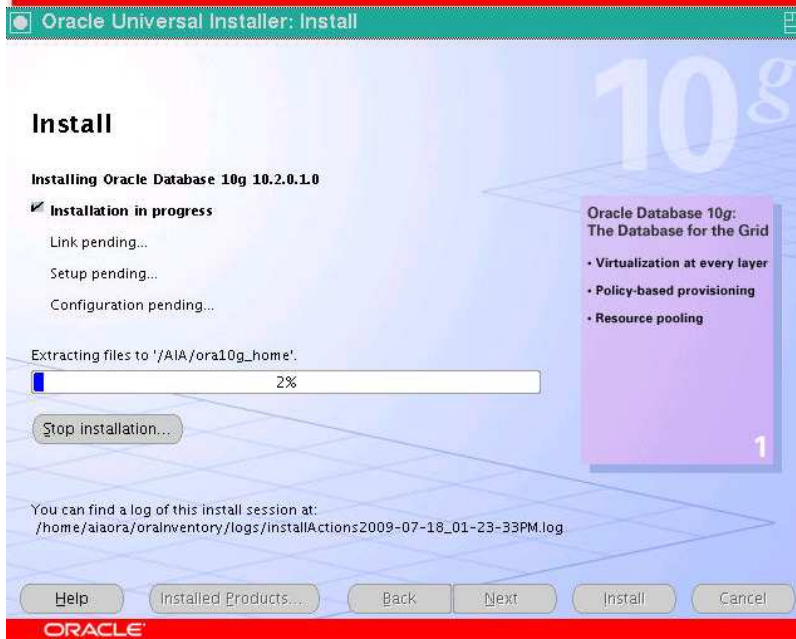 Oracle Universal Installer: Install
10g
Install
Installing Oracle Database 10g 10.2.0.1.0
Installation in progress
Link pending...
Setup pending...
Configuration pending...
Extracting files to '/AIA/ora10g_home'.
2%
Stop installation...
Oracle Database 10g:
The Database for the Grid
• Virtualization at every layer
• Policy-based provisioning
• Resource pooling
1
You can find a log of this install session at:
/home/aiaora/oraInventory/logs/installActions2009-07-18_01-23-33PM.log
Help Installed Products... Back Next Install Cancel
ORACLE